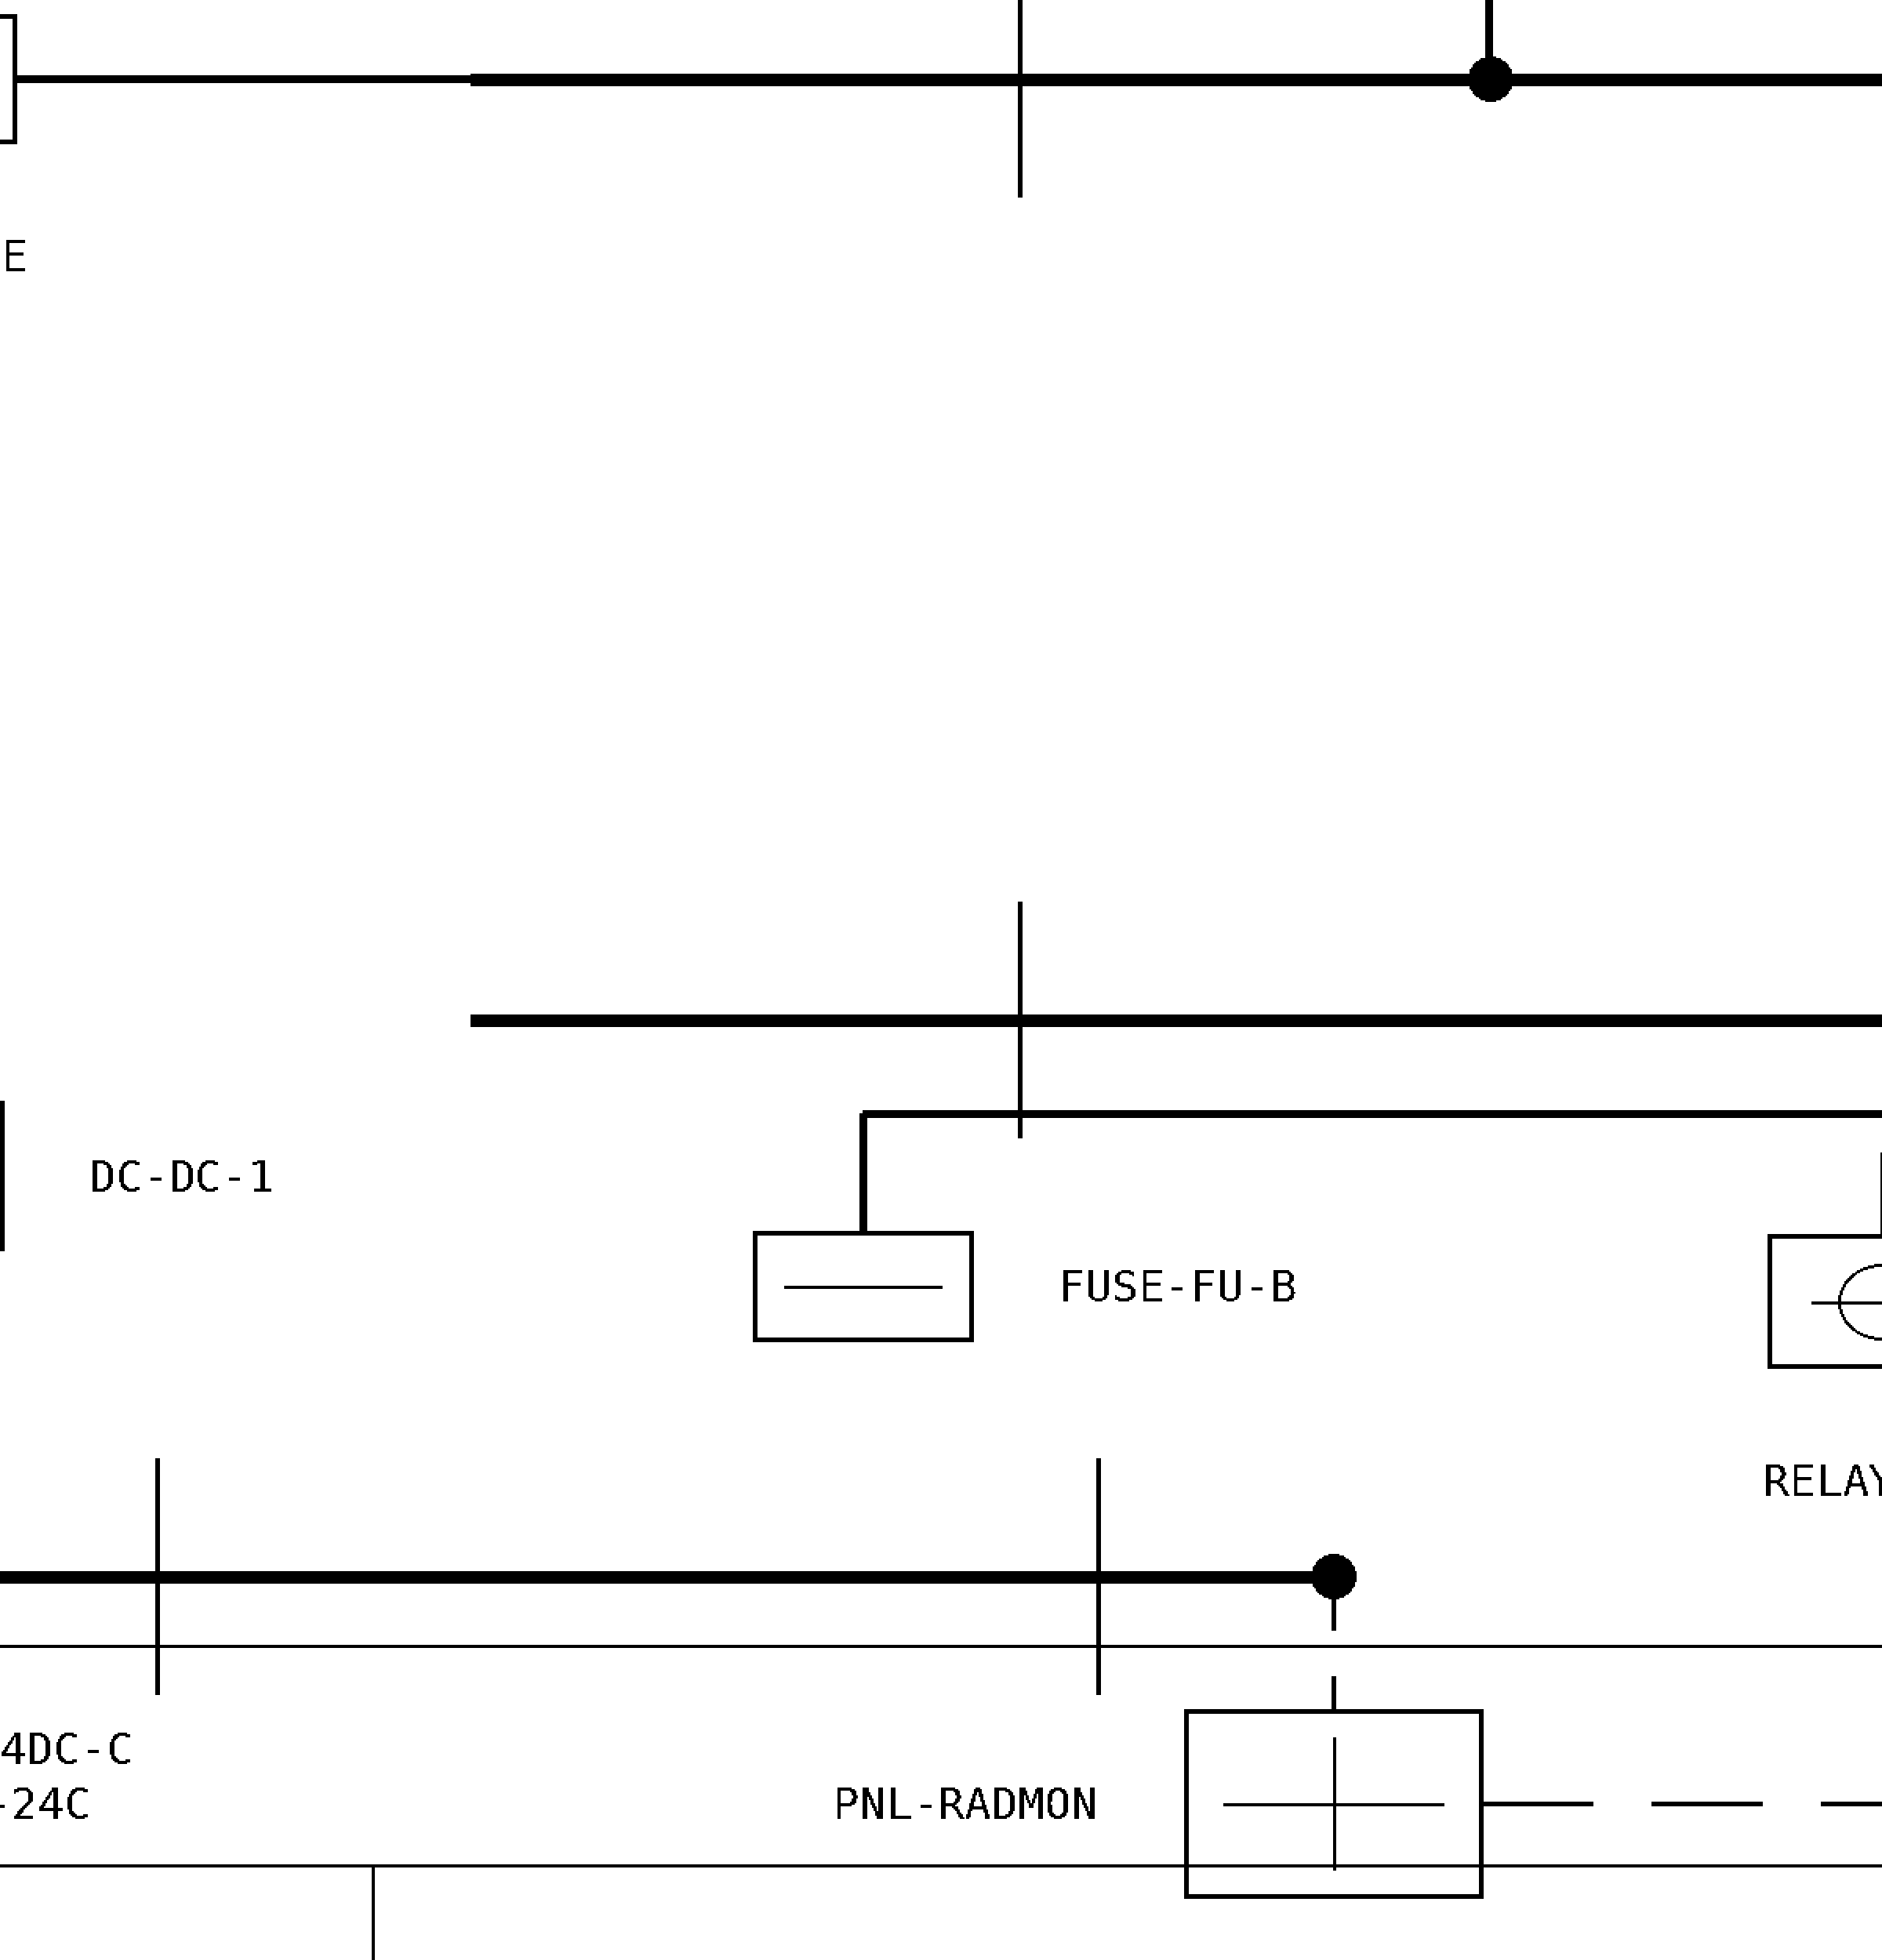 E
DC-DC-1
FUSE-FU-B
RELAY
4DC-C
-24C
PNL-RADMON